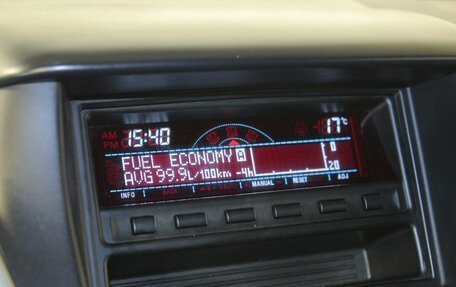 AM
PM
15:40
17°C
FUEL ECONOMY A
0
AVG 99.9L/100km -4h
20
INFO
MANUAL
RESET
ADJ